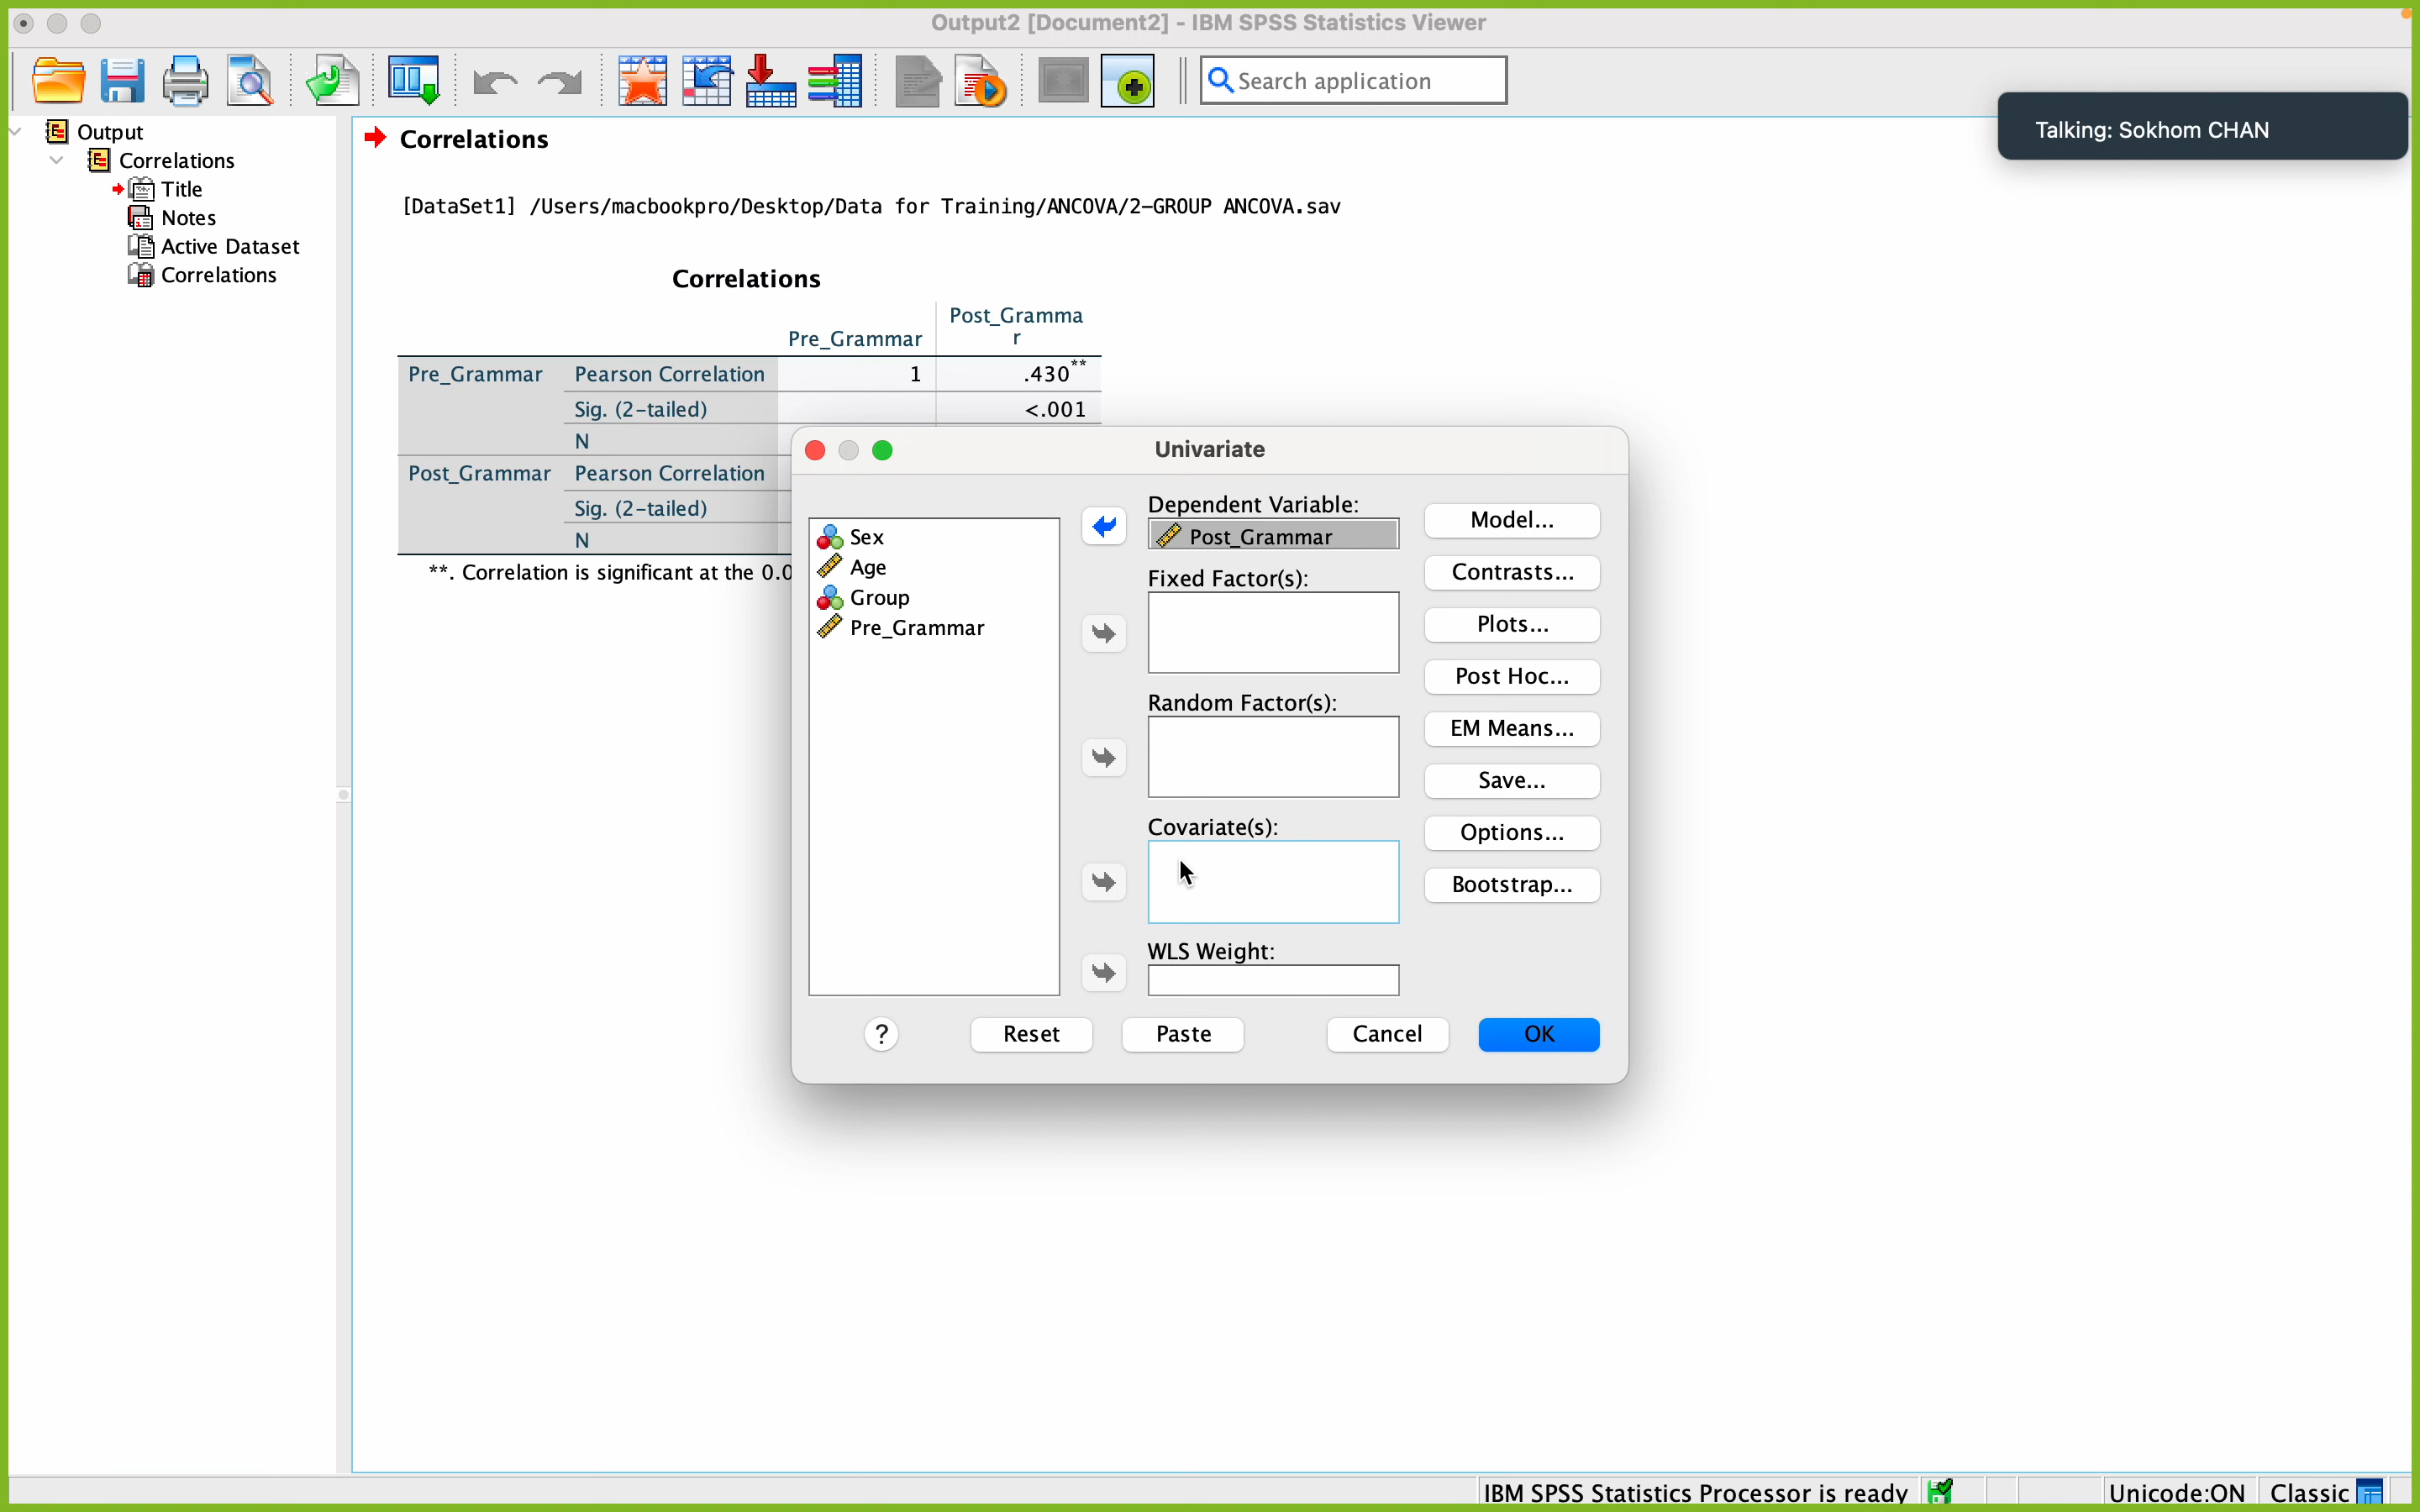 Output2 [Document2] - IBM SPSS Statistics Viewer
Search application
Talking: Sokhom CHAN
Output
Correlations
Title
Notes
Active Dataset
Correlations
Correlations
[DataSet1] /Users/macbookpro/Desktop/Data for Training/ANCOVA/2-GROUP ANCOVA.sav
Correlations
Pre_Grammar Post_Gramma
r
Pre_Grammar Pearson Correlation 1 .430**
Sig. (2-tailed) <.001
N
Post_Grammar Pearson Correlation
Sig. (2-tailed)
N
**. Correlation is significant at the 0.0
Univariate
Sex
Age
Group
Pre_Grammar
Dependent Variable:
Post_Grammar
Fixed Factor(s):
Random Factor(s):
Covariate(s):
WLS Weight:
Model...
Contrasts...
Plots...
Post Hoc...
EM Means...
Save...
Options...
Bootstrap...
? Reset Paste Cancel OK
IBM SPSS Statistics Processor is ready Unicode:ON Classic